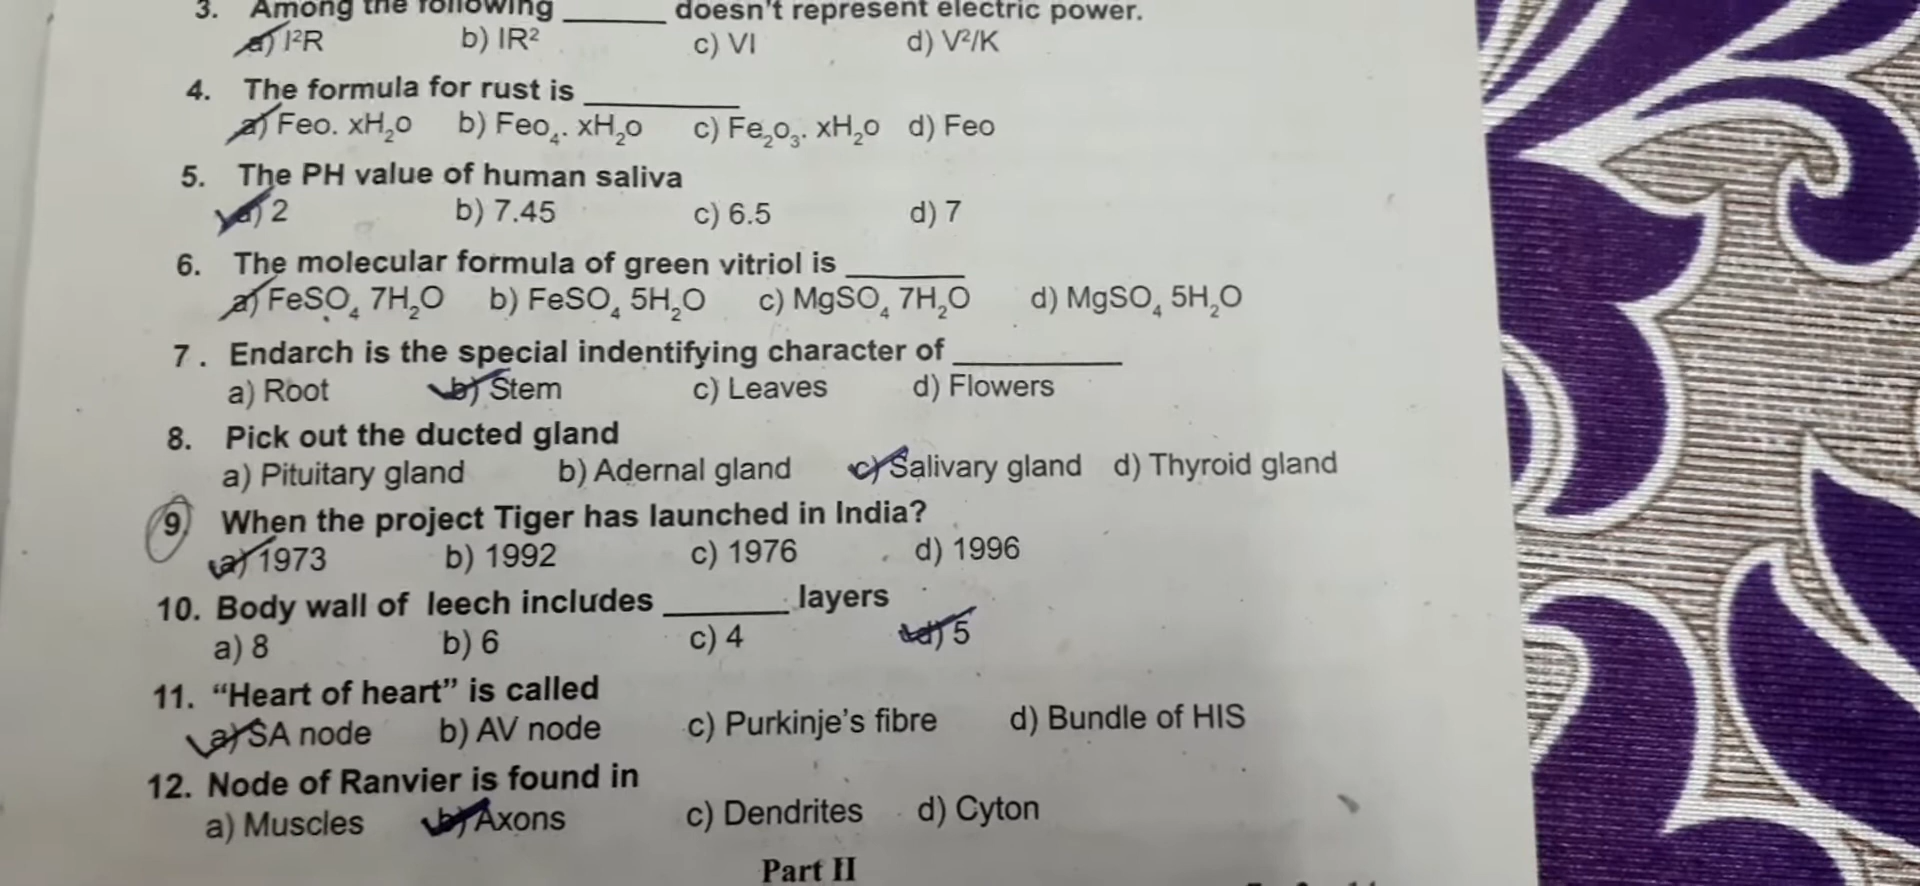 3. Among the following ______ doesn't represent electric power.
a) I²R b) IR² c) VI d) V²/K
4. The formula for rust is ______
a) Feo. xH₂o b) Feo₄. xH₂o c) Fe₂o₃. xH₂o d) Feo
5. The PH value of human saliva
a) 2 b) 7.45 c) 6.5 d) 7
6. The molecular formula of green vitriol is ______
a) FeSO₄ 7H₂O b) FeSO₄ 5H₂O c) MgSO₄ 7H₂O d) MgSO₄ 5H₂O
7. Endarch is the special indentifying character of ______
a) Root b) Stem c) Leaves d) Flowers
8. Pick out the ducted gland
a) Pituitary gland b) Adernal gland c) Salivary gland d) Thyroid gland
9. When the project Tiger has launched in India?
a) 1973 b) 1992 c) 1976 d) 1996
10. Body wall of leech includes ______ layers
a) 8 b) 6 c) 4 d) 5
11. “Heart of heart” is called
a) SA node b) AV node c) Purkinje’s fibre d) Bundle of HIS
12. Node of Ranvier is found in
a) Muscles b) Axons c) Dendrites d) Cyton
Part II